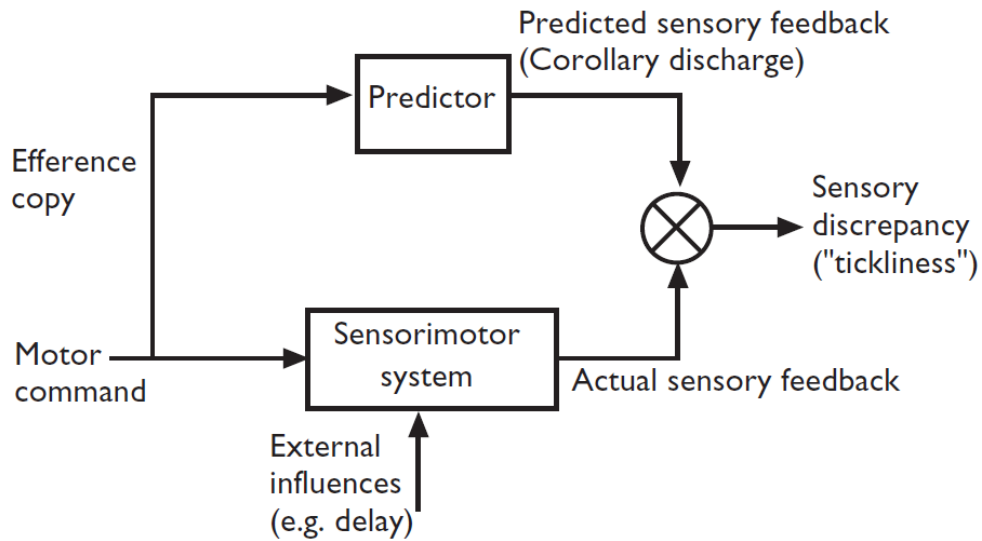 Predicted sensory feedback
(Corollary discharge)
Predictor
Efference
copy
Sensory
discrepancy
("tickliness")
Sensorimotor
system
Motor
command
Actual sensory feedback
External
influences
(e.g. delay)